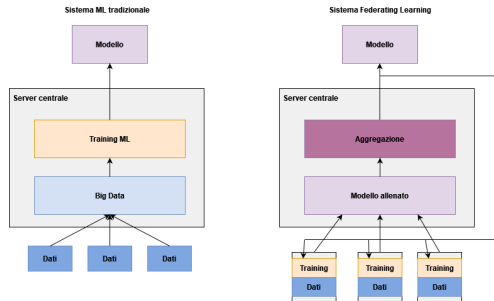 Sistema ML tradizionale
Modello
Server centrale
Training ML
Big Data
Dati
Dati
Dati
Sistema Federating Learning
Modello
Server centrale
Aggregazione
Modello allenato
Training
Training
Training
Dati
Dati
Dati